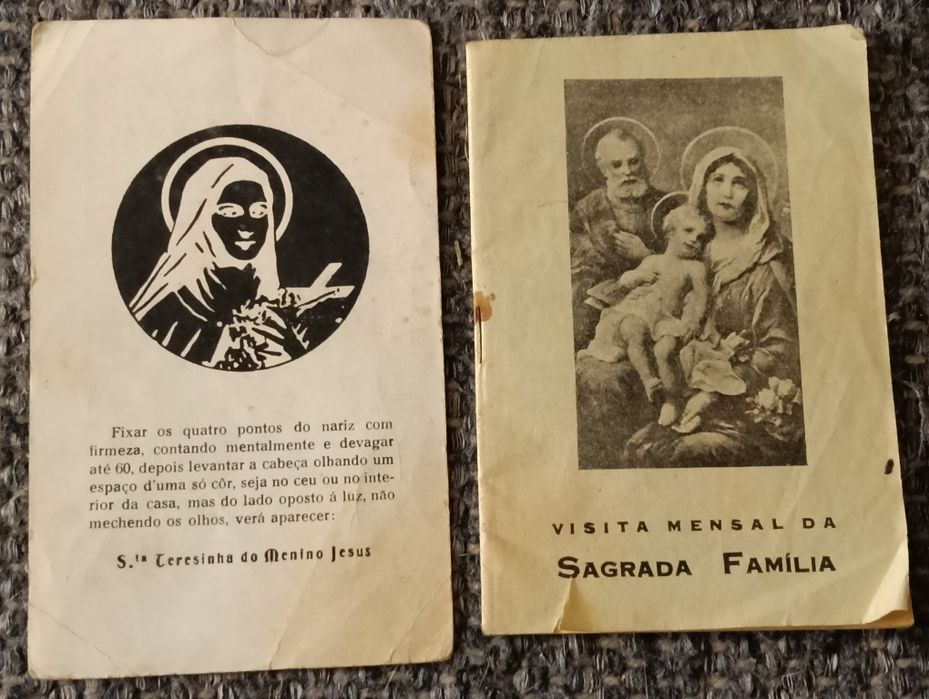 Fixar os quatro pontos do nariz com
firmeza, contando mentalmente e devagar
até 60, depois levantar a cabeça olhando um
espaço d'uma só côr, seja no ceu ou no inte-
rior da casa, mas do lado oposto á luz, não
mechendo os olhos, verá aparecer:
S.ta Teresinha do Menino Jesus
VISITA MENSAL DA
SAGRADA FAMÍLIA